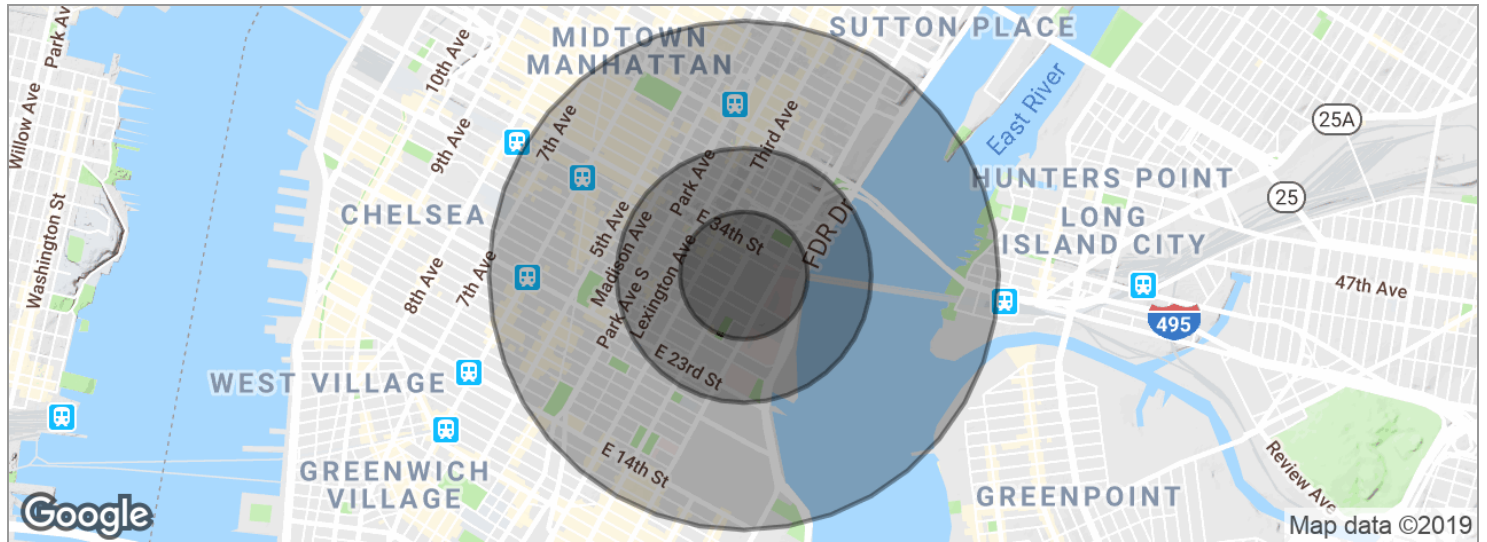 Park Av
Willow Ave
Washington St
10th Ave
9th Ave
8th Ave
7th Ave
7th Ave
MIDTOWN
MANHATTAN
SUTTON PLACE
CHELSEA
5th Ave
Madison Ave
Park Ave
Third Ave
Park Ave S
Lexington Ave
E 34th St
FDR Dr
E 23rd St
E 14th St
East River
25A
25
HUNTERS POINT
LONG
ISLAND CITY
47th Ave
495
WEST VILLAGE
GREENWICH
VILLAGE
GREENPOINT
Review Ave
Google
Map data ©2019